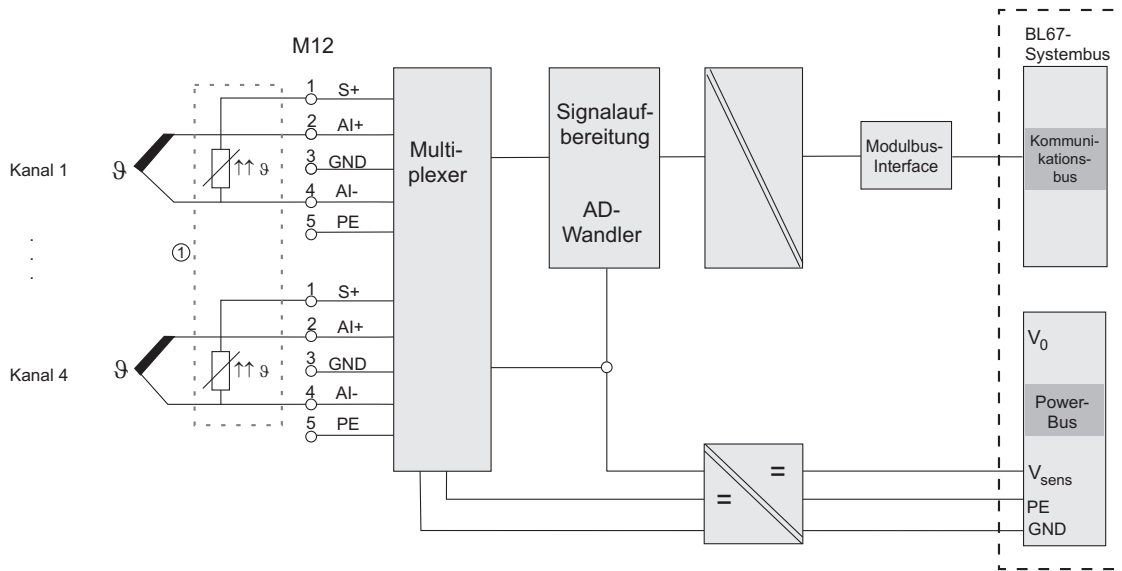 M12
BL67-
Systembus
Kanal 1
ϑ
↑↑ ϑ
1 S+
2 AI+
3 GND
4 AI-
5 PE
.
.
.
①
Kanal 4
ϑ
↑↑ ϑ
1 S+
2 AI+
3 GND
4 AI-
5 PE
Multi-
plexer
Signalauf-
bereitung
AD-
Wandler
Modulbus-
Interface
Kommuni-
kations-
bus
V0
Power-
Bus
Vsens
PE
GND
=
=